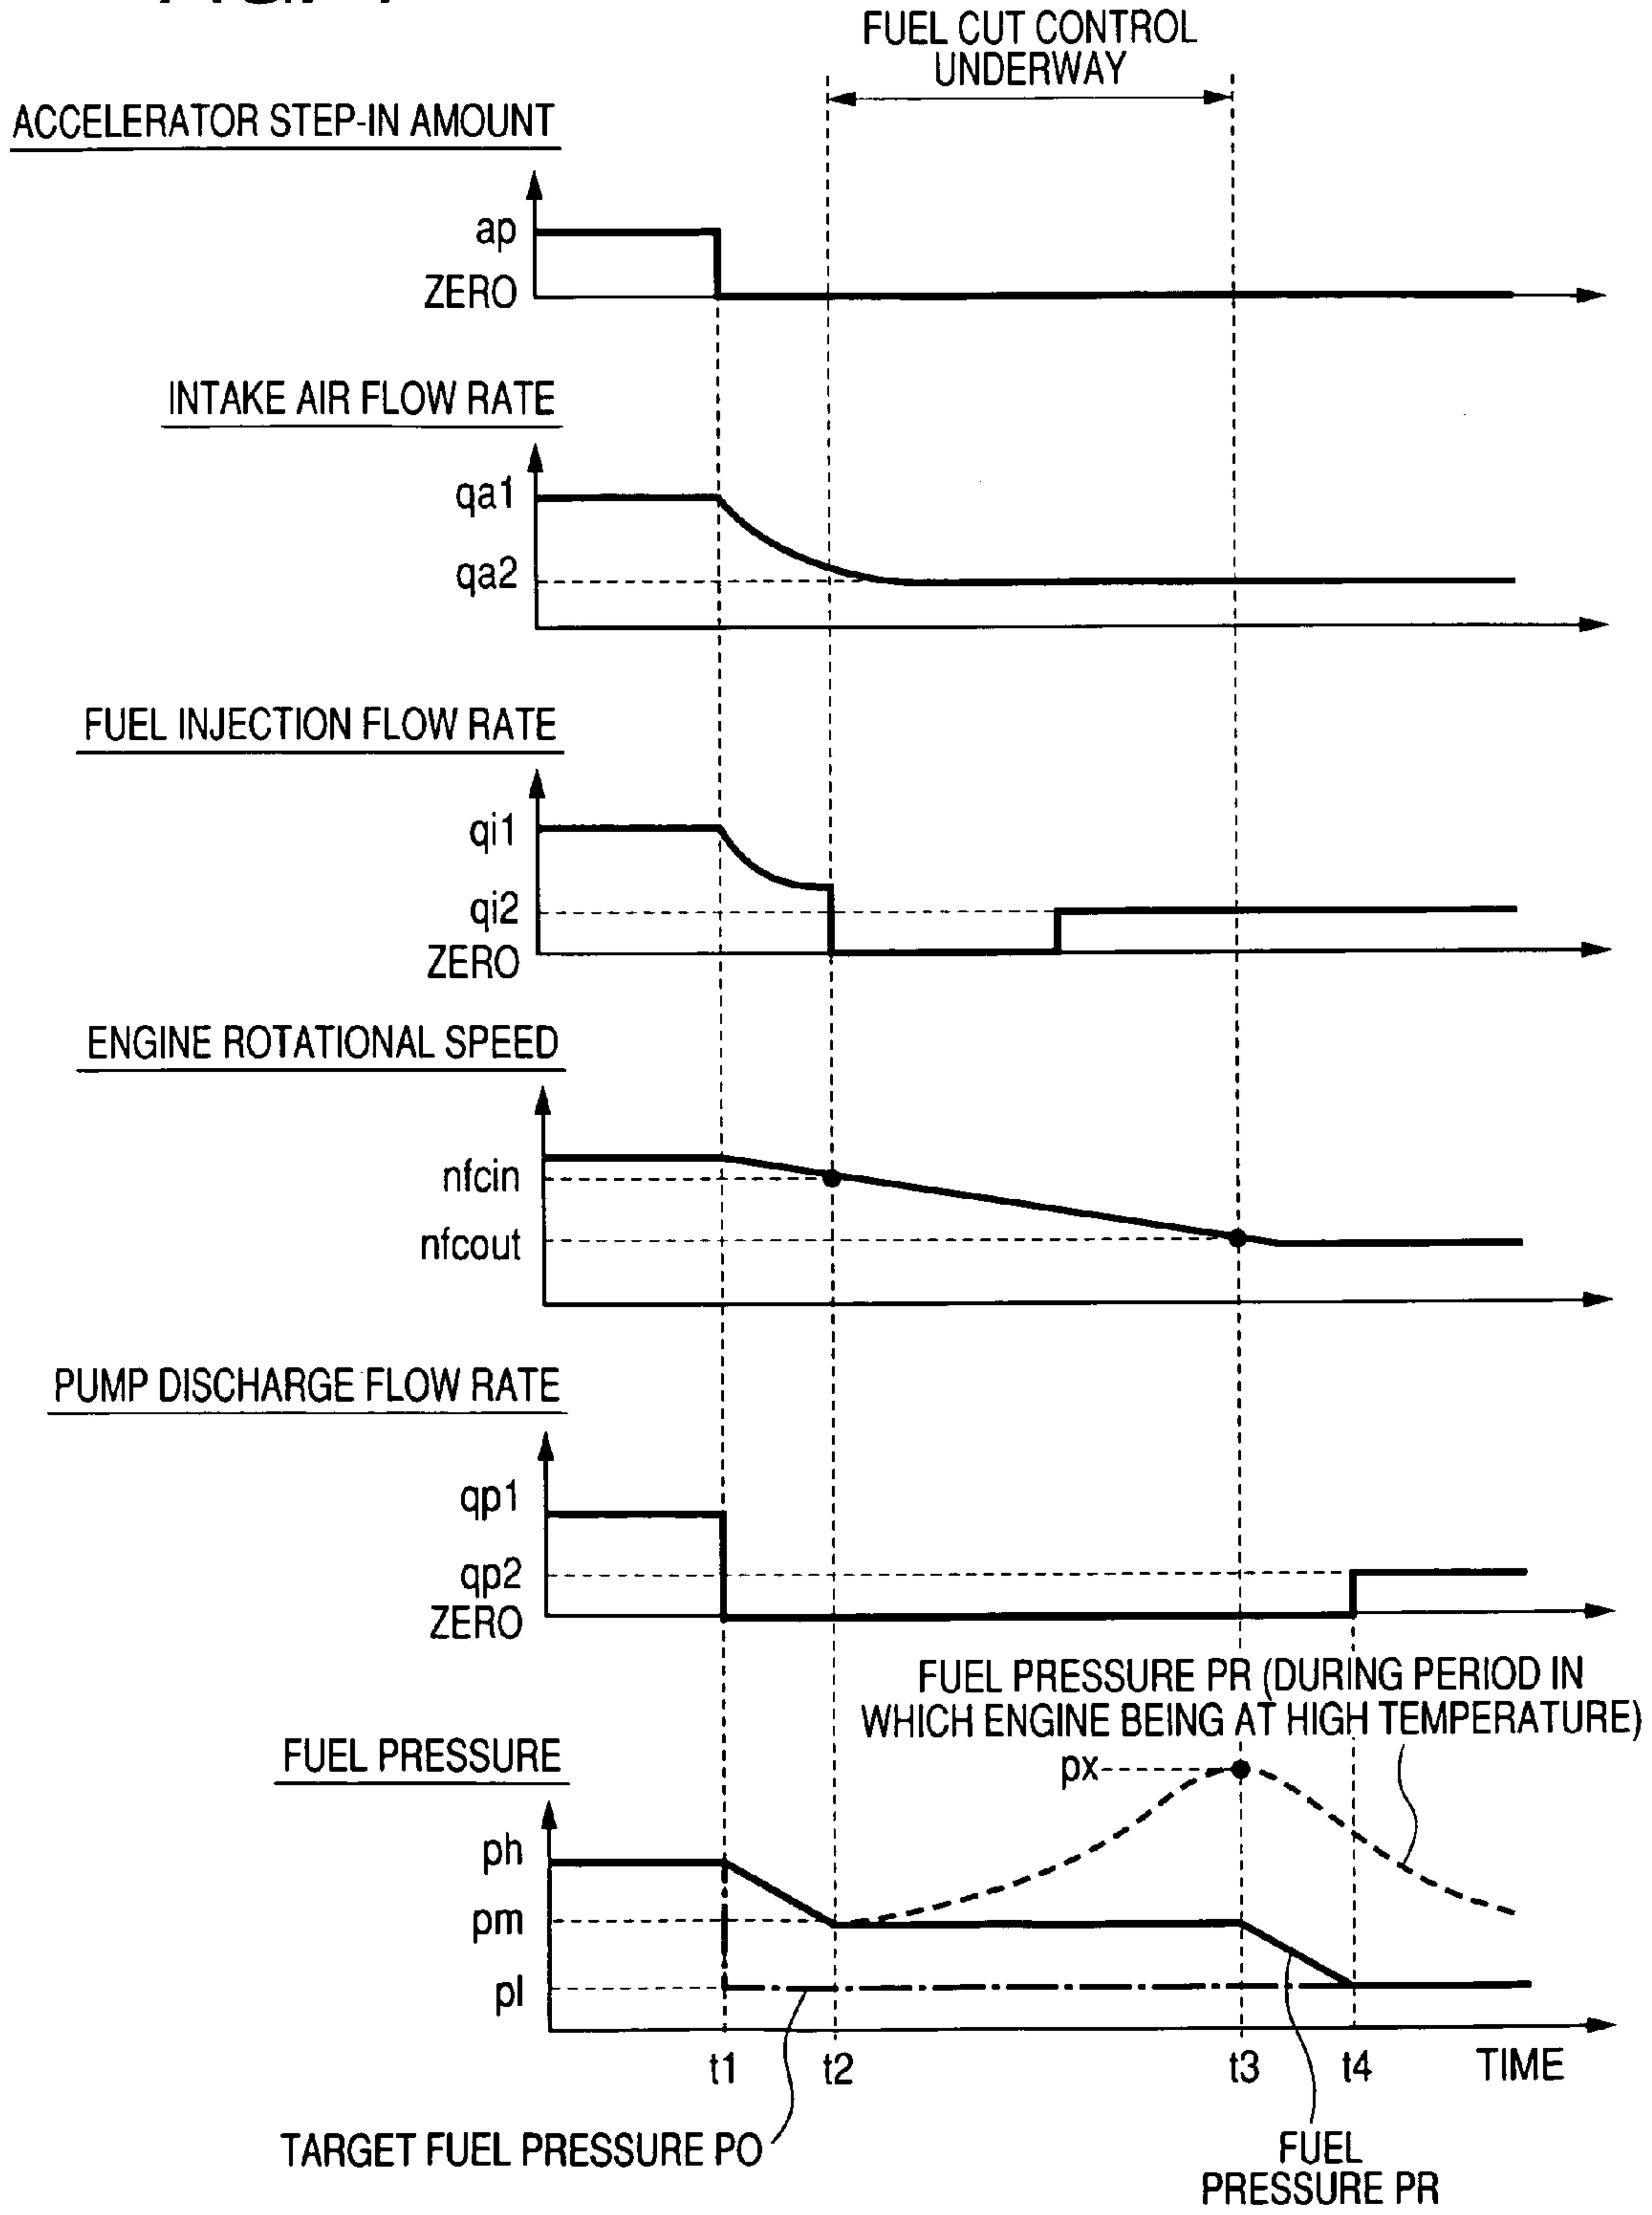 FUEL CUT CONTROL
UNDERWAY
ACCELERATOR STEP-IN AMOUNT
ap
ZERO
INTAKE AIR FLOW RATE
qa1
qa2
FUEL INJECTION FLOW RATE
qi1
qi2
ZERO
ENGINE ROTATIONAL SPEED
nfcin
nfcout
PUMP DISCHARGE FLOW RATE
qp1
qp2
ZERO
FUEL PRESSURE PR (DURING PERIOD IN
WHICH ENGINE BEING AT HIGH TEMPERATURE)
FUEL PRESSURE
px
ph
pm
pl
t1 t2 t3 t4 TIME
TARGET FUEL PRESSURE PO
FUEL
PRESSURE PR